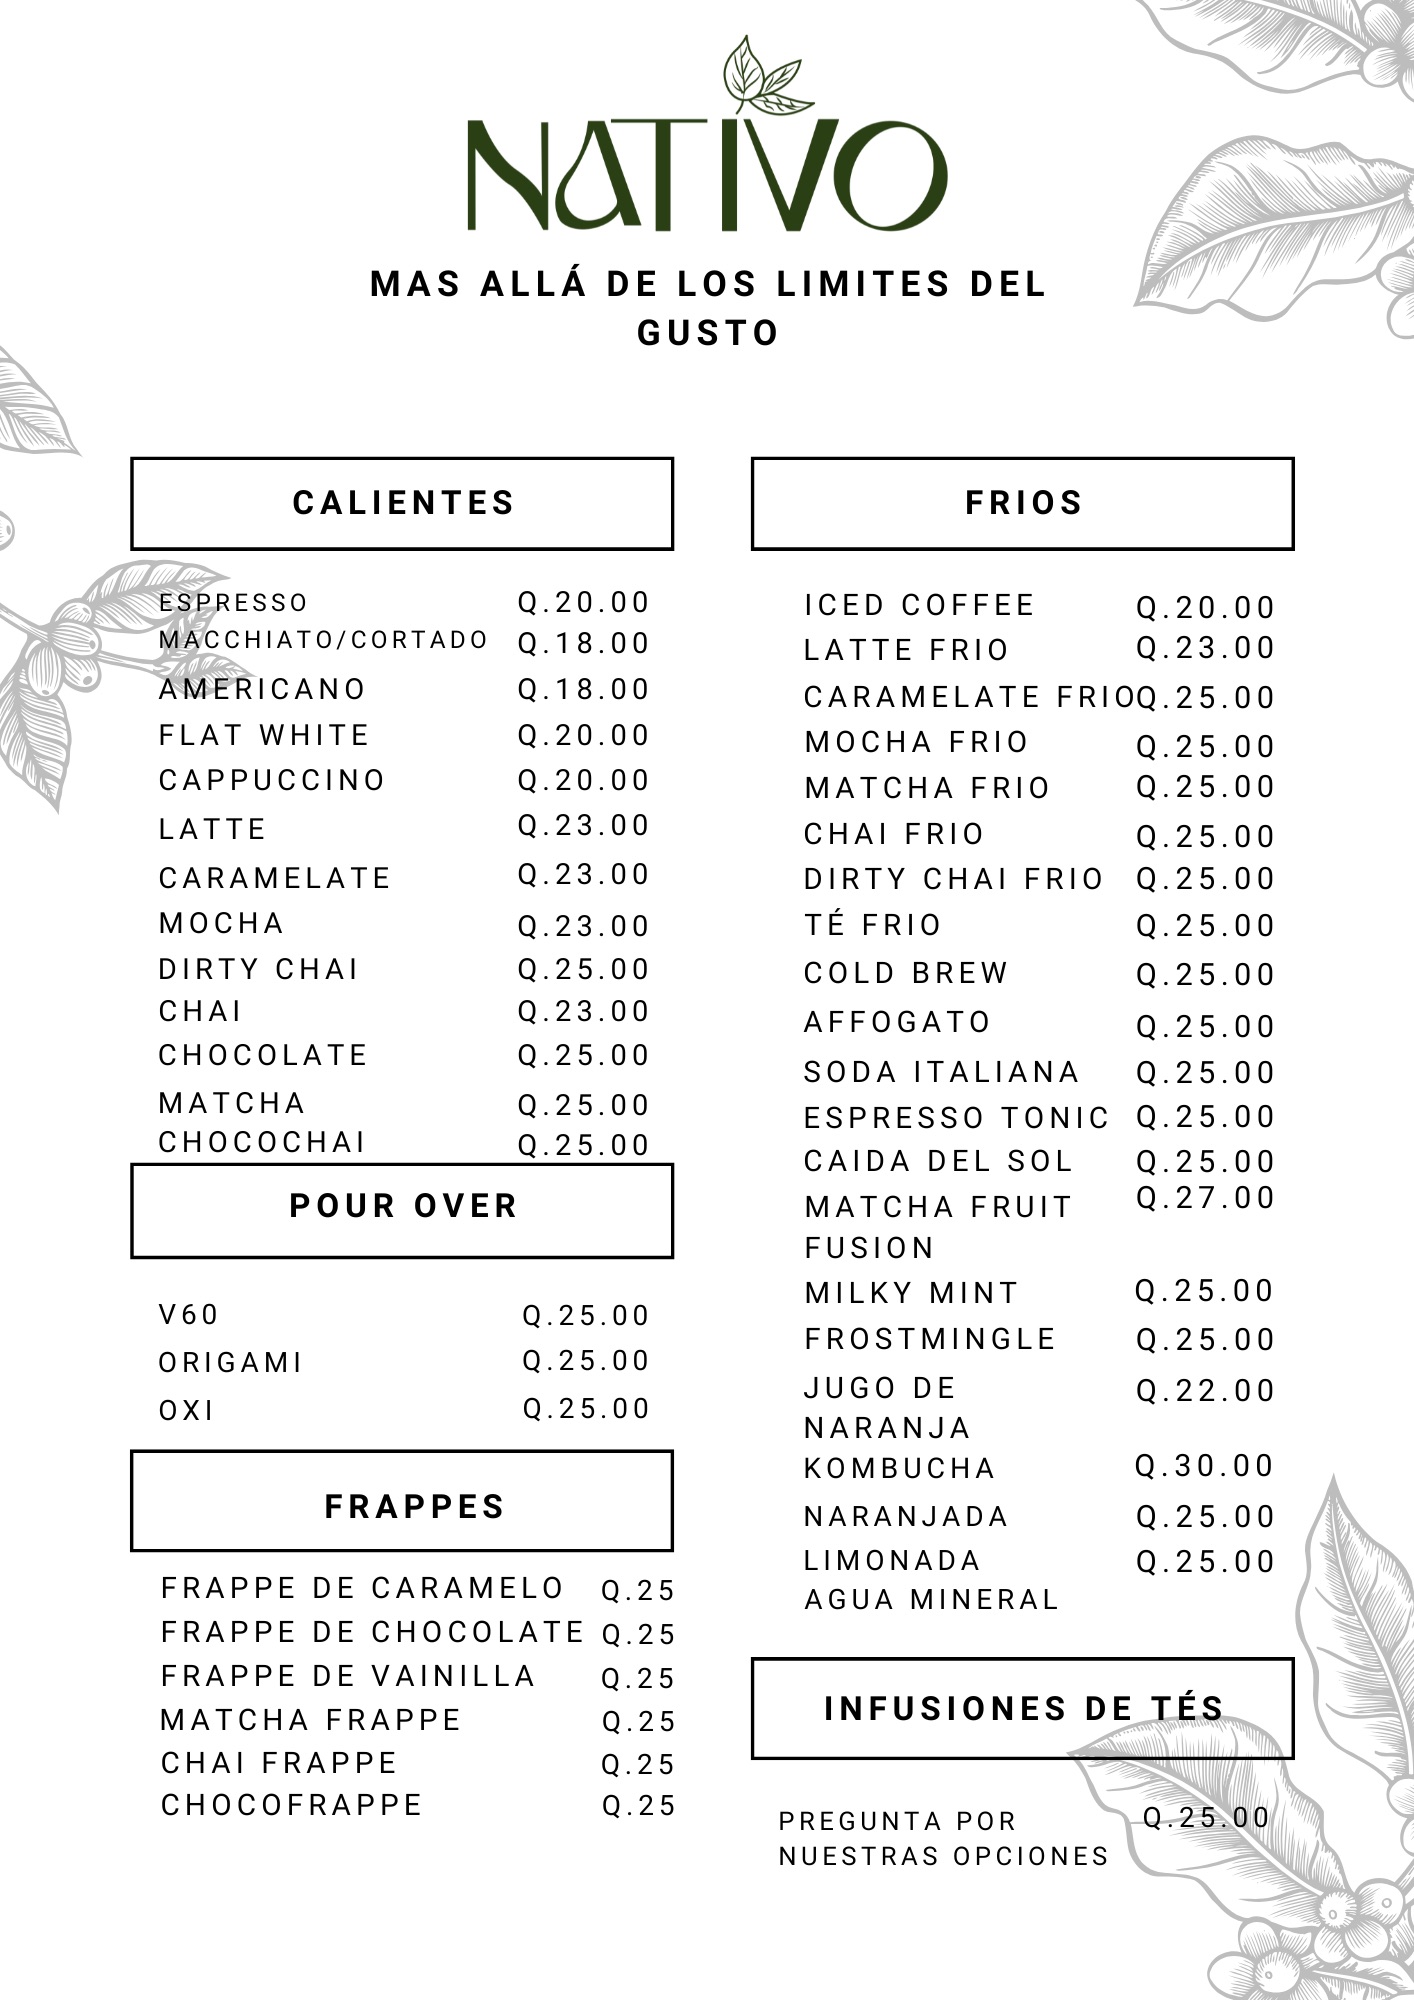 NATIVO
MAS ALLÁ DE LOS LIMITES DEL
GUSTO
CALIENTES
ESPRESSO Q.20.00
MACCHIATO/CORTADO Q.18.00
AMERICANO Q.18.00
FLAT WHITE Q.20.00
CAPPUCCINO Q.20.00
LATTE Q.23.00
CARAMELATE Q.23.00
MOCHA Q.23.00
DIRTY CHAI Q.25.00
CHAI Q.23.00
CHOCOLATE Q.25.00
MATCHA Q.25.00
CHOCOCHAI Q.25.00
POUR OVER
V60 Q.25.00
ORIGAMI Q.25.00
OXI Q.25.00
FRAPPES
FRAPPE DE CARAMELO Q.25
FRAPPE DE CHOCOLATE Q.25
FRAPPE DE VAINILLA Q.25
MATCHA FRAPPE Q.25
CHAI FRAPPE Q.25
CHOCOFRAPPE Q.25
FRIOS
ICED COFFEE Q.20.00
LATTE FRIO Q.23.00
CARAMELATE FRIO Q.25.00
MOCHA FRIO Q.25.00
MATCHA FRIO Q.25.00
CHAI FRIO Q.25.00
DIRTY CHAI FRIO Q.25.00
TÉ FRIO Q.25.00
COLD BREW Q.25.00
AFFOGATO Q.25.00
SODA ITALIANA Q.25.00
ESPRESSO TONIC Q.25.00
CAIDA DEL SOL Q.25.00
MATCHA FRUIT Q.27.00
FUSION
MILKY MINT Q.25.00
FROSTMINGLE Q.25.00
JUGO DE Q.22.00
NARANJA
KOMBUCHA Q.30.00
NARANJADA Q.25.00
LIMONADA Q.25.00
AGUA MINERAL
INFUSIONES DE TÉS
PREGUNTA POR Q.25.00
NUESTRAS OPCIONES